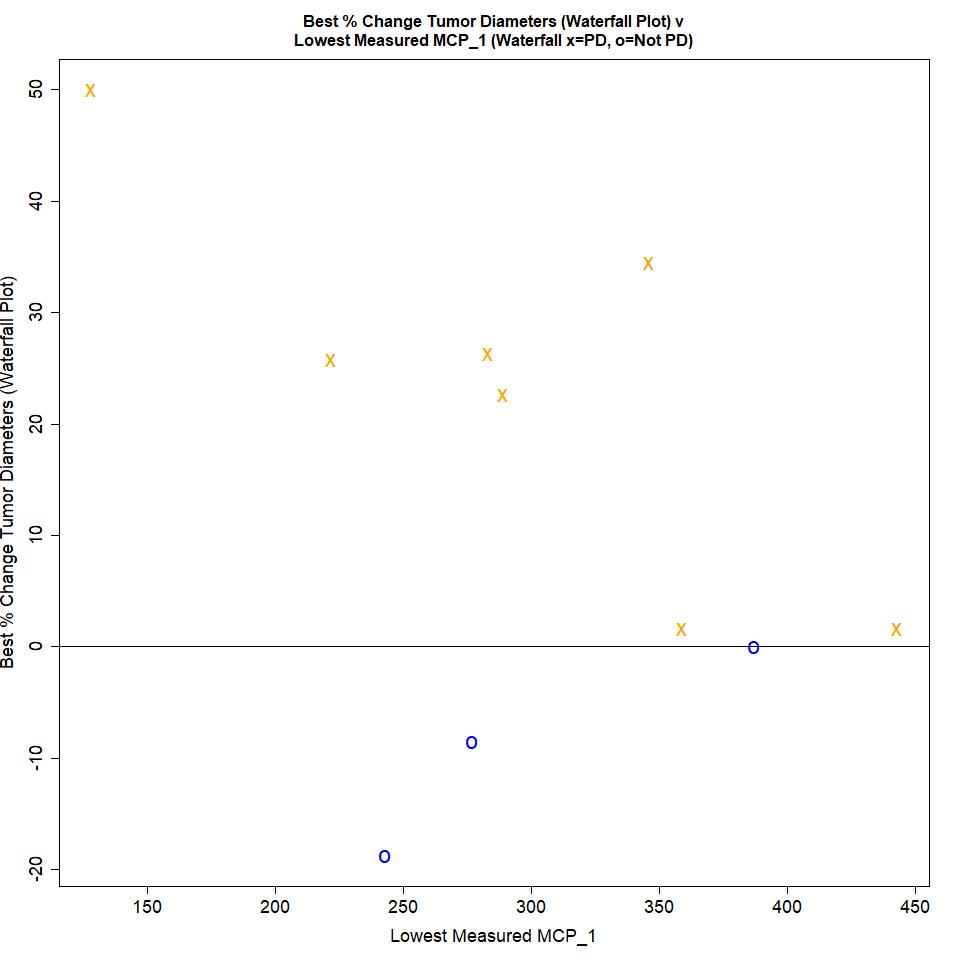 Best % Change Tumor Diameters (Waterfall Plot) v
Lowest Measured MCP_1 (Waterfall x=PD, o=Not PD)
Best % Change Tumor Diameters (Waterfall Plot)
50
40
30
20
10
0
-10
-20
X
X
X
X
X
X
X
O
O
O
150 200 250 300 350 400 450
Lowest Measured MCP_1